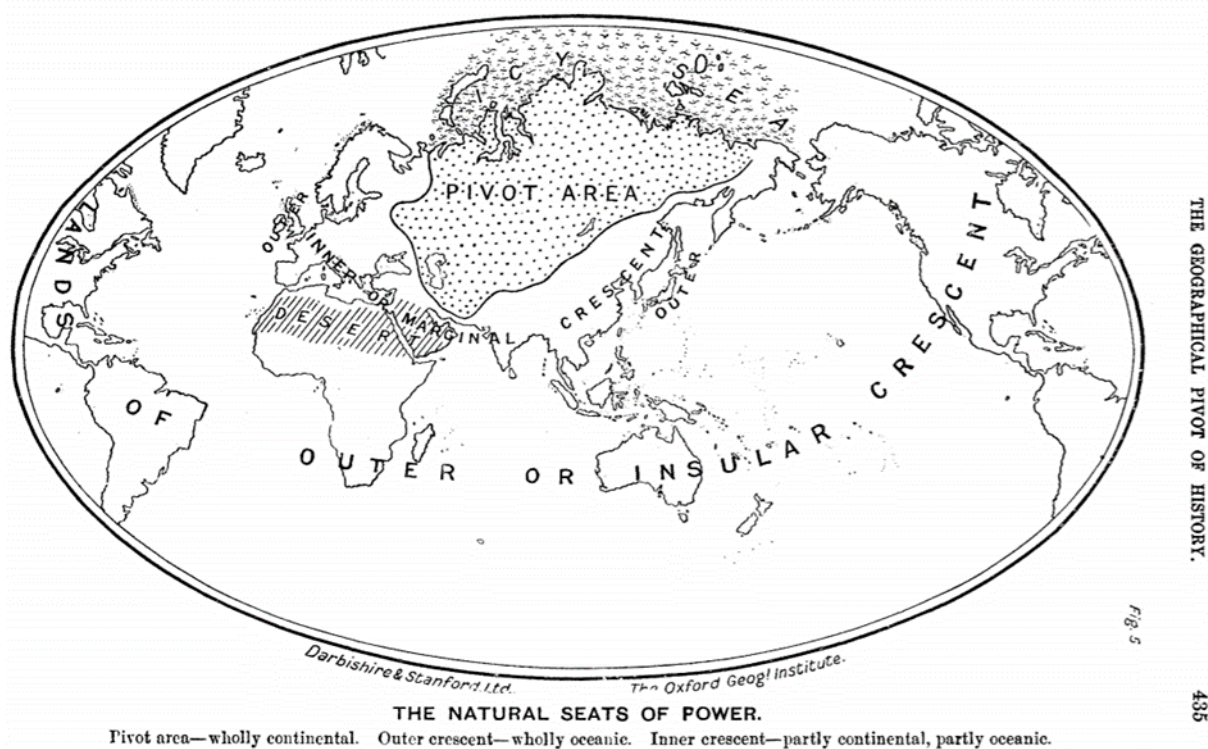 ICY SEA
PIVOT AREA
LANDS
OF
OUTER OR INSULAR CRESCENT
OUTER
INNER OR MARGINAL CRESCENT
OUTER
DESERT
THE GEOGRAPHICAL PIVOT OF HISTORY.
435
Fig. 5
Darbishire & Stanford. Ltd.
The Oxford Geogl. Institute.
THE NATURAL SEATS OF POWER.
Pivot area—wholly continental. Outer crescent—wholly oceanic. Inner crescent—partly continental, partly oceanic.